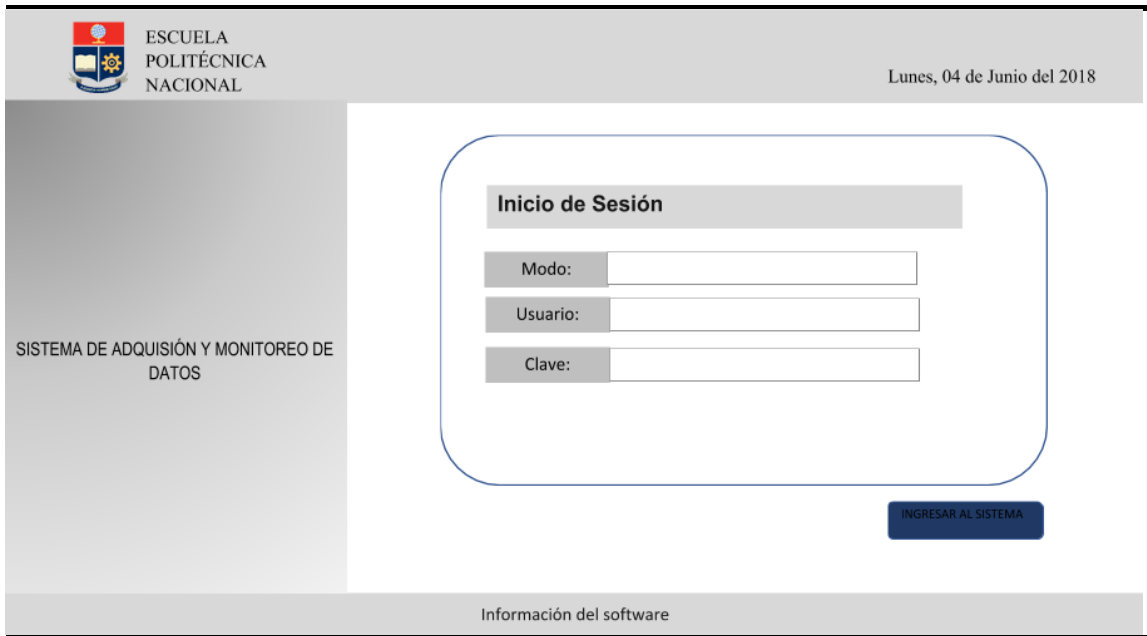 ESCUELA
POLITÉCNICA
NACIONAL
Lunes, 04 de Junio del 2018
SISTEMA DE ADQUISIÓN Y MONITOREO DE
DATOS
Inicio de Sesión
Modo:
Usuario:
Clave:
INGRESAR AL SISTEMA
Información del software